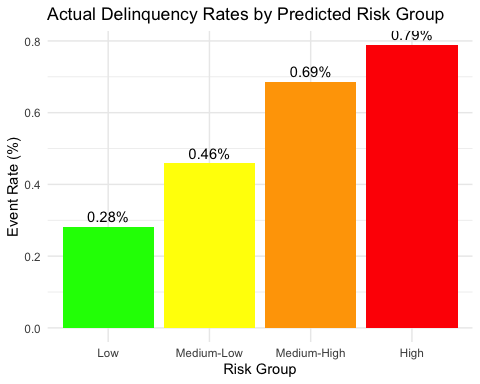 Actual Delinquency Rates by Predicted Risk Group
Event Rate (%)
0.8
0.6
0.4
0.2
0.0
0.28%
0.46%
0.69%
0.79%
Low
Medium-Low
Medium-High
High
Risk Group